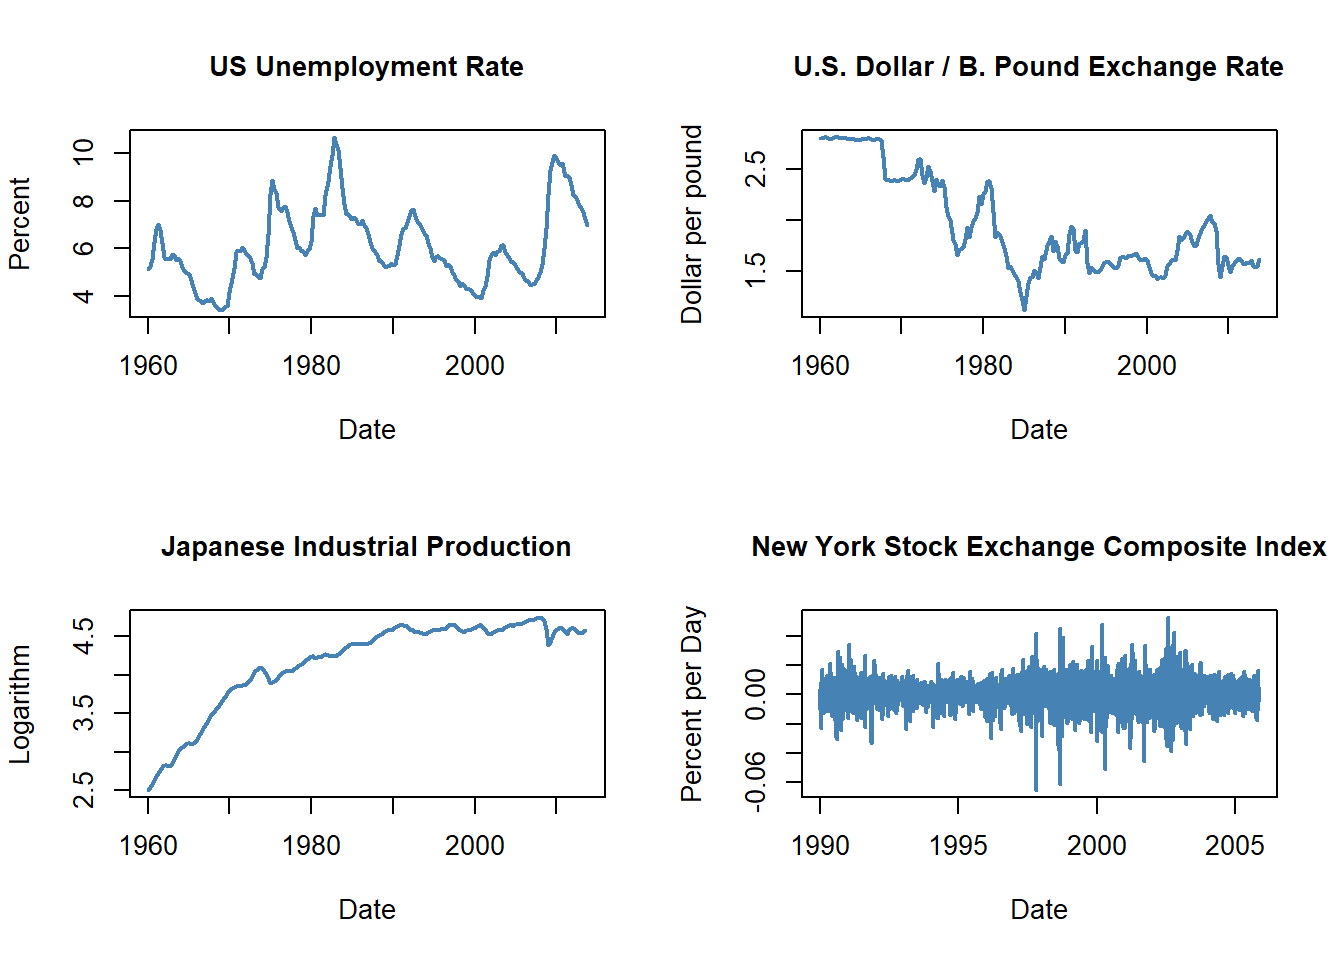 US Unemployment Rate
Percent
10
8
6
4
1960 1980 2000
Date
U.S. Dollar / B. Pound Exchange Rate
Dollar per pound
2.5
1.5
1960 1980 2000
Date
Japanese Industrial Production
Logarithm
4.5
3.5
2.5
1960 1980 2000
Date
New York Stock Exchange Composite Index
Percent per Day
0.00
-0.06
1990 1995 2000 2005
Date